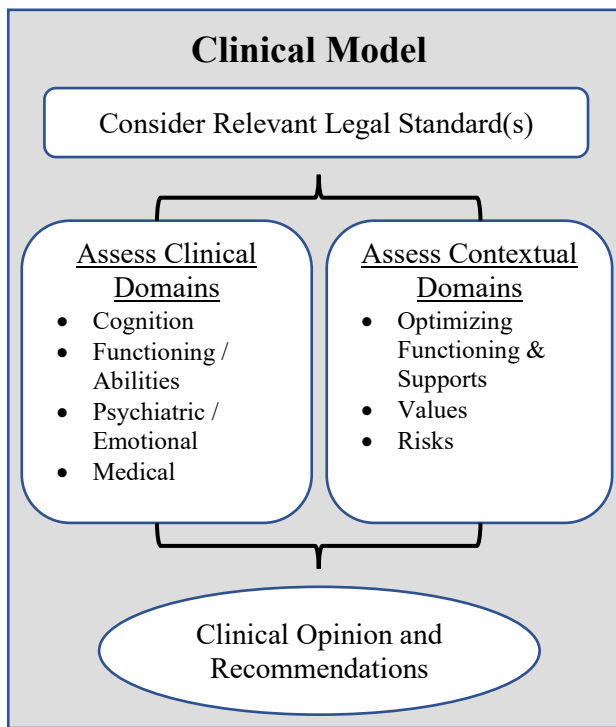 Clinical Model
Consider Relevant Legal Standard(s)
Assess Clinical
Domains
• Cognition
• Functioning /
Abilities
• Psychiatric /
Emotional
• Medical
Assess Contextual
Domains
• Optimizing
Functioning &
Supports
• Values
• Risks
Clinical Opinion and
Recommendations